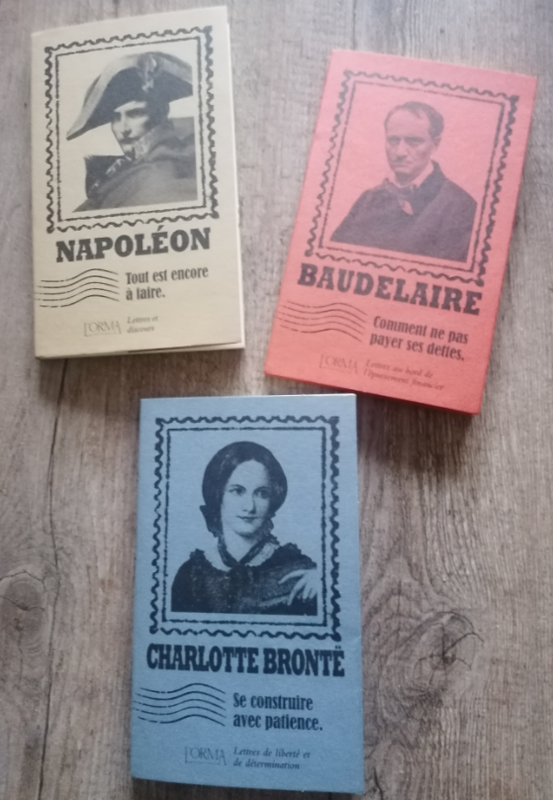 NAPOLÉON
Tout est encore
à faire.
L'ORMA
Lettres et
discours
BAUDELAIRE
Comment ne pas
payer ses dettes.
L'ORMA
Lettres au bord de
l'épuisement financier
CHARLOTTE BRONTË
Se construire
avec patience.
L'ORMA
Lettres de liberté et
de détermination